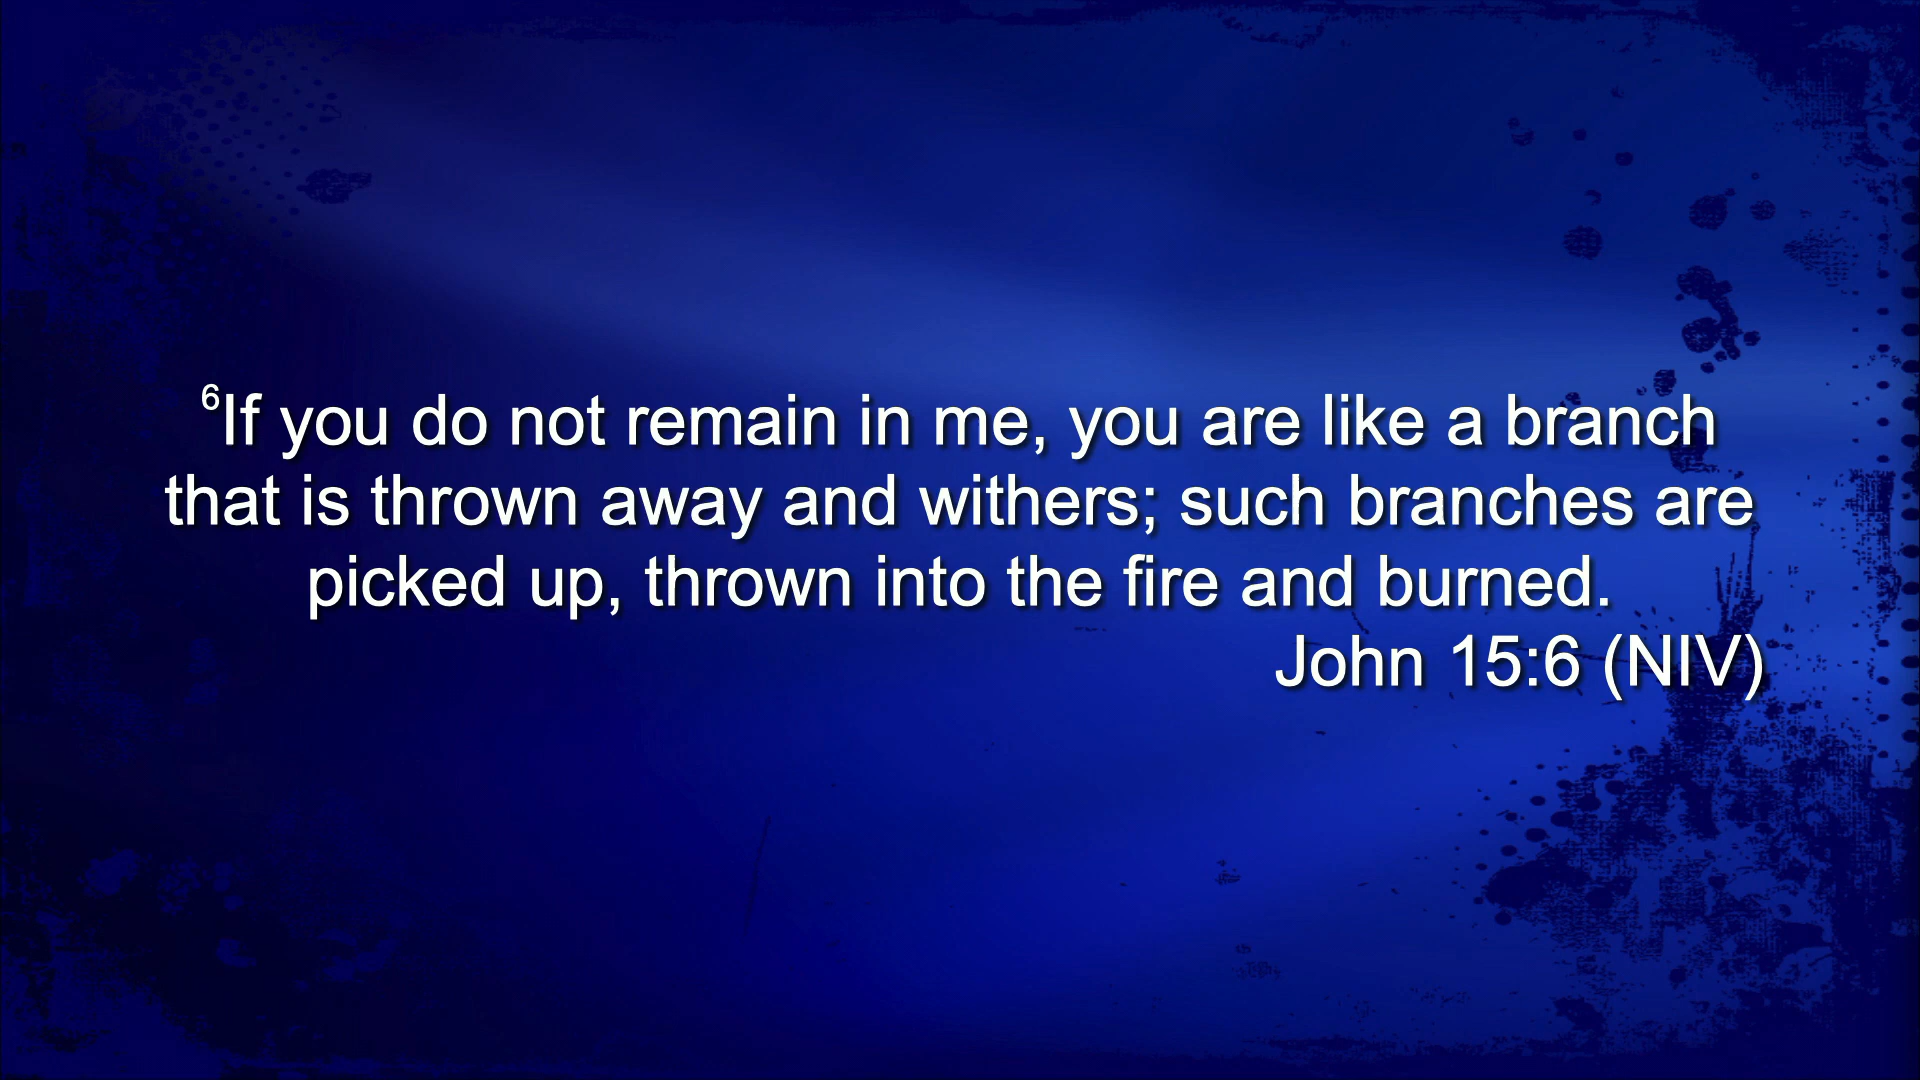 ⁶If you do not remain in me, you are like a branch
that is thrown away and withers; such branches are
picked up, thrown into the fire and burned.
John 15:6 (NIV)